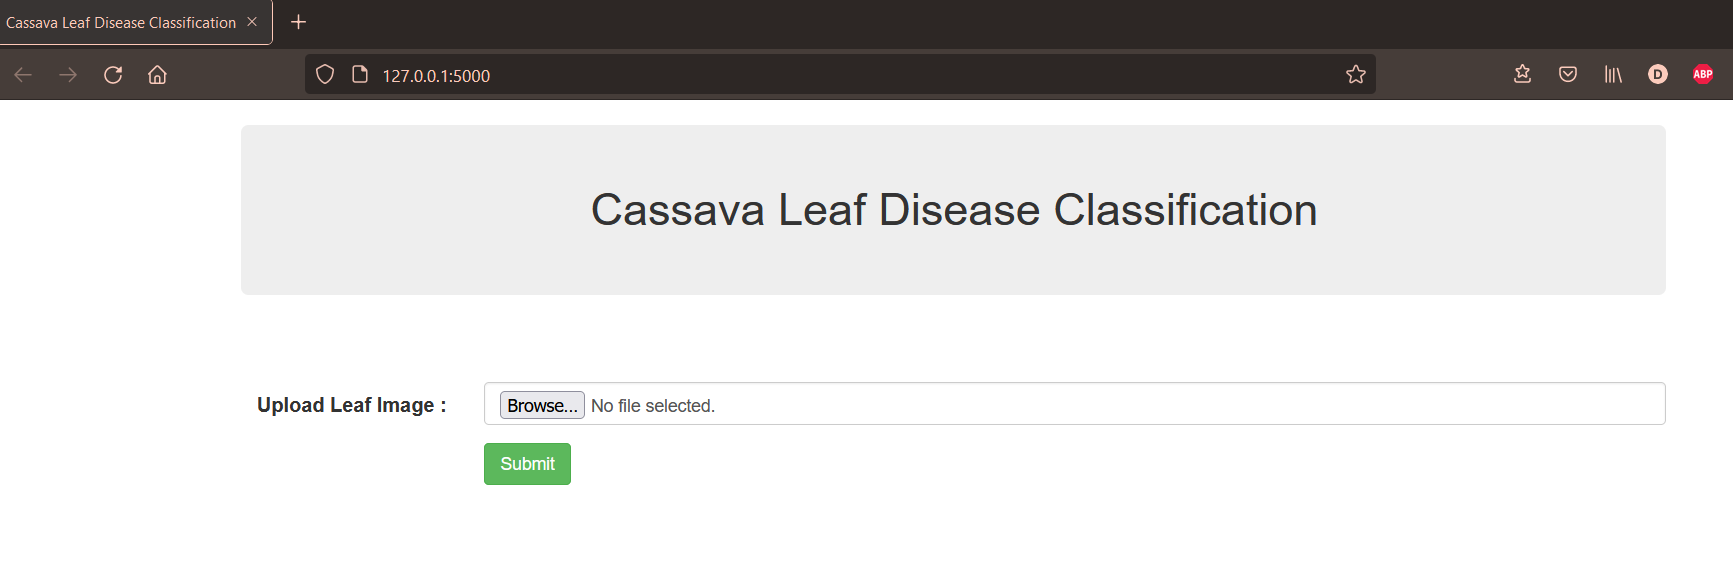 Cassava Leaf Disease Classification
127.0.0.1:5000
D
ABP
Cassava Leaf Disease Classification
Upload Leaf Image :
Browse... No file selected.
Submit